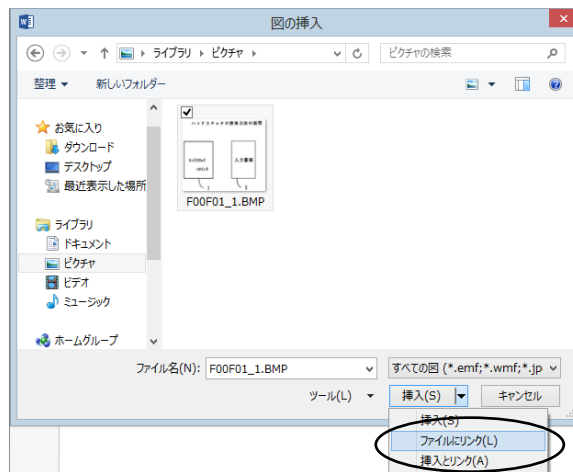 図の挿入
ライブラリ ピクチャ
ピクチャの検索
整理 新しいフォルダー
お気に入り
ダウンロード
デスクトップ
最近表示した場所
ライブラリ
ドキュメント
ピクチャ
ビデオ
ミュージック
ホームグループ
F00F01_1.BMP
ファイル名(N): F00F01_1.BMP
すべての図 (*.emf;*.wmf;*.jp
ツール(L) 挿入(S) キャンセル
挿入(S)
ファイルにリンク(L)
挿入とリンク(A)